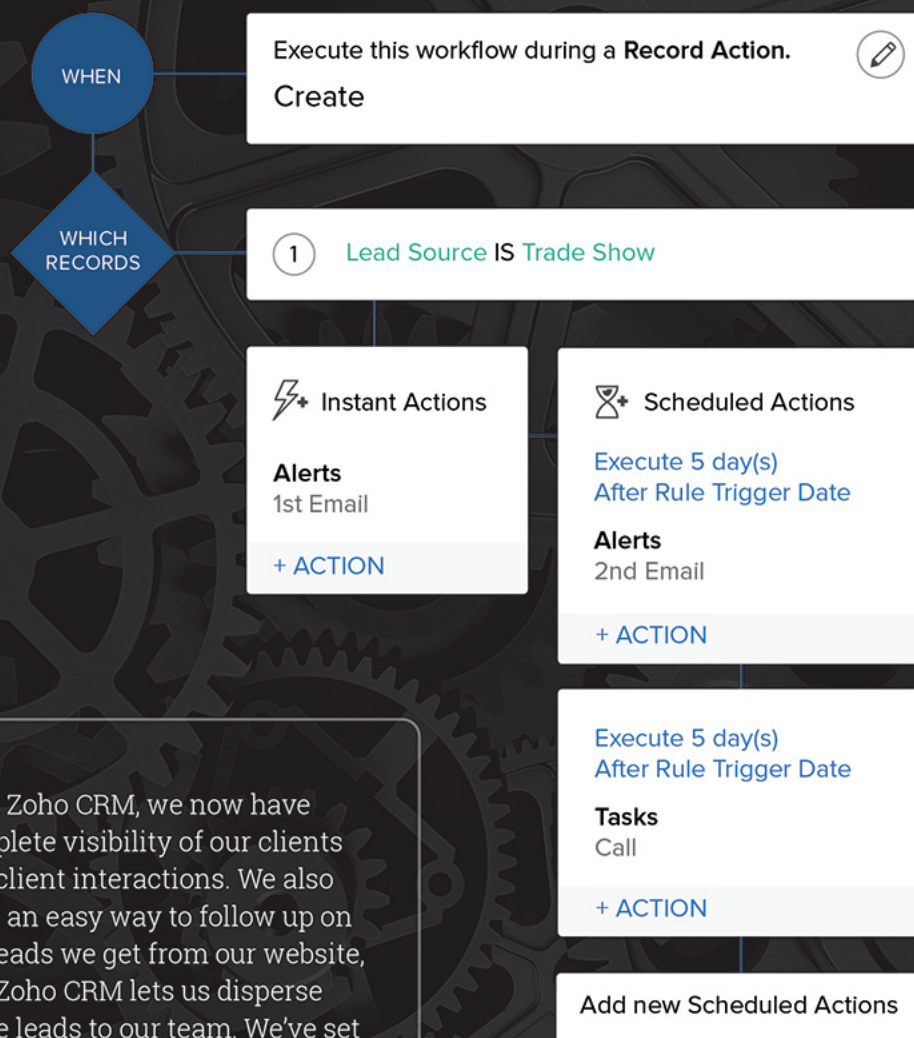 WHEN
Execute this workflow during a Record Action.
Create
WHICH
RECORDS
1 Lead Source IS Trade Show
Instant Actions
Alerts
1st Email
+ ACTION
Scheduled Actions
Execute 5 day(s)
After Rule Trigger Date
Alerts
2nd Email
+ ACTION
Execute 5 day(s)
After Rule Trigger Date
Tasks
Call
+ ACTION
Add new Scheduled Actions
Zoho CRM, we now have
plete visibility of our clients
client interactions. We also
an easy way to follow up on
eads we get from our website,
Zoho CRM lets us disperse
e leads to our team. We've set